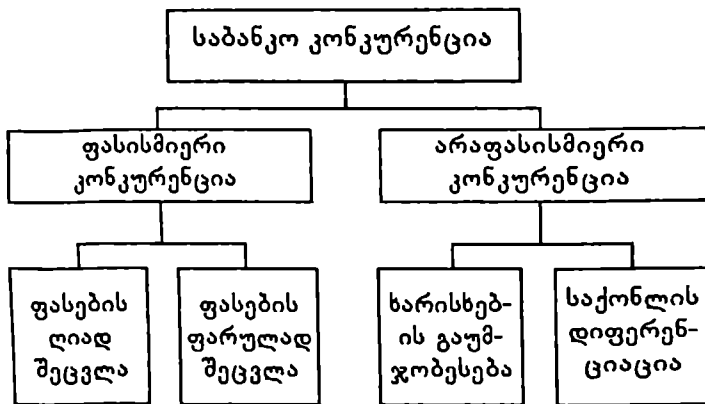 საბანკო კონკურენცია
ფასისმიერი
კონკურენცია
არაფასისმიერი
კონკურენცია
ფასების
ღიად
შეცვლა
ფასების
ფარულად
შეცვლა
ხარისხებ-
ის გაუმ-
ჯობესება
საქონლის
დიფერენ-
ციაცია